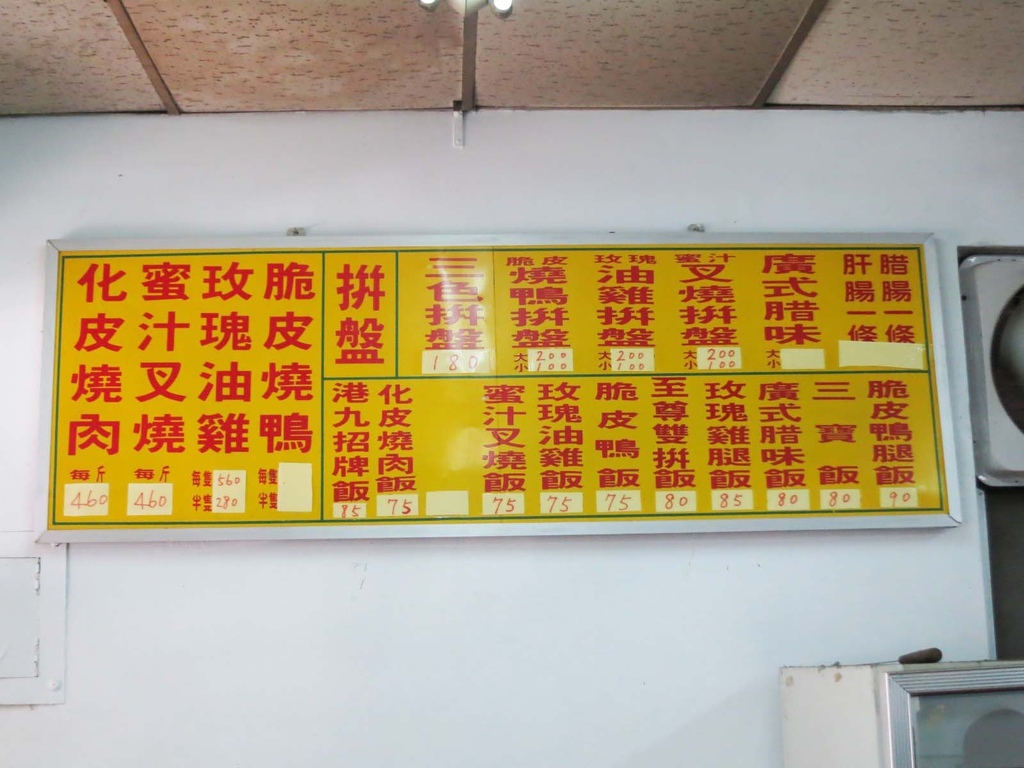 化皮燒肉
每斤
460
蜜汁叉燒
每斤
460
玫瑰油雞
每隻 560
半隻 280
脆皮燒鴨
每隻
半隻
拼盤
三色拼盤
180
脆皮燒鴨拼盤
大 200
小 100
玫瑰油雞拼盤
大 200
小 100
蜜汁叉燒拼盤
大 200
小 100
廣式腊味
大
小
肝腸一條
腊腸一條
港九招牌飯
85
化皮燒肉飯
75
蜜汁叉燒飯
75
玫瑰油雞飯
75
脆皮鴨飯
75
至尊雙拼飯
80
玫瑰雞腿飯
85
廣式腊味飯
80
三寶飯
80
脆皮鴨腿飯
90